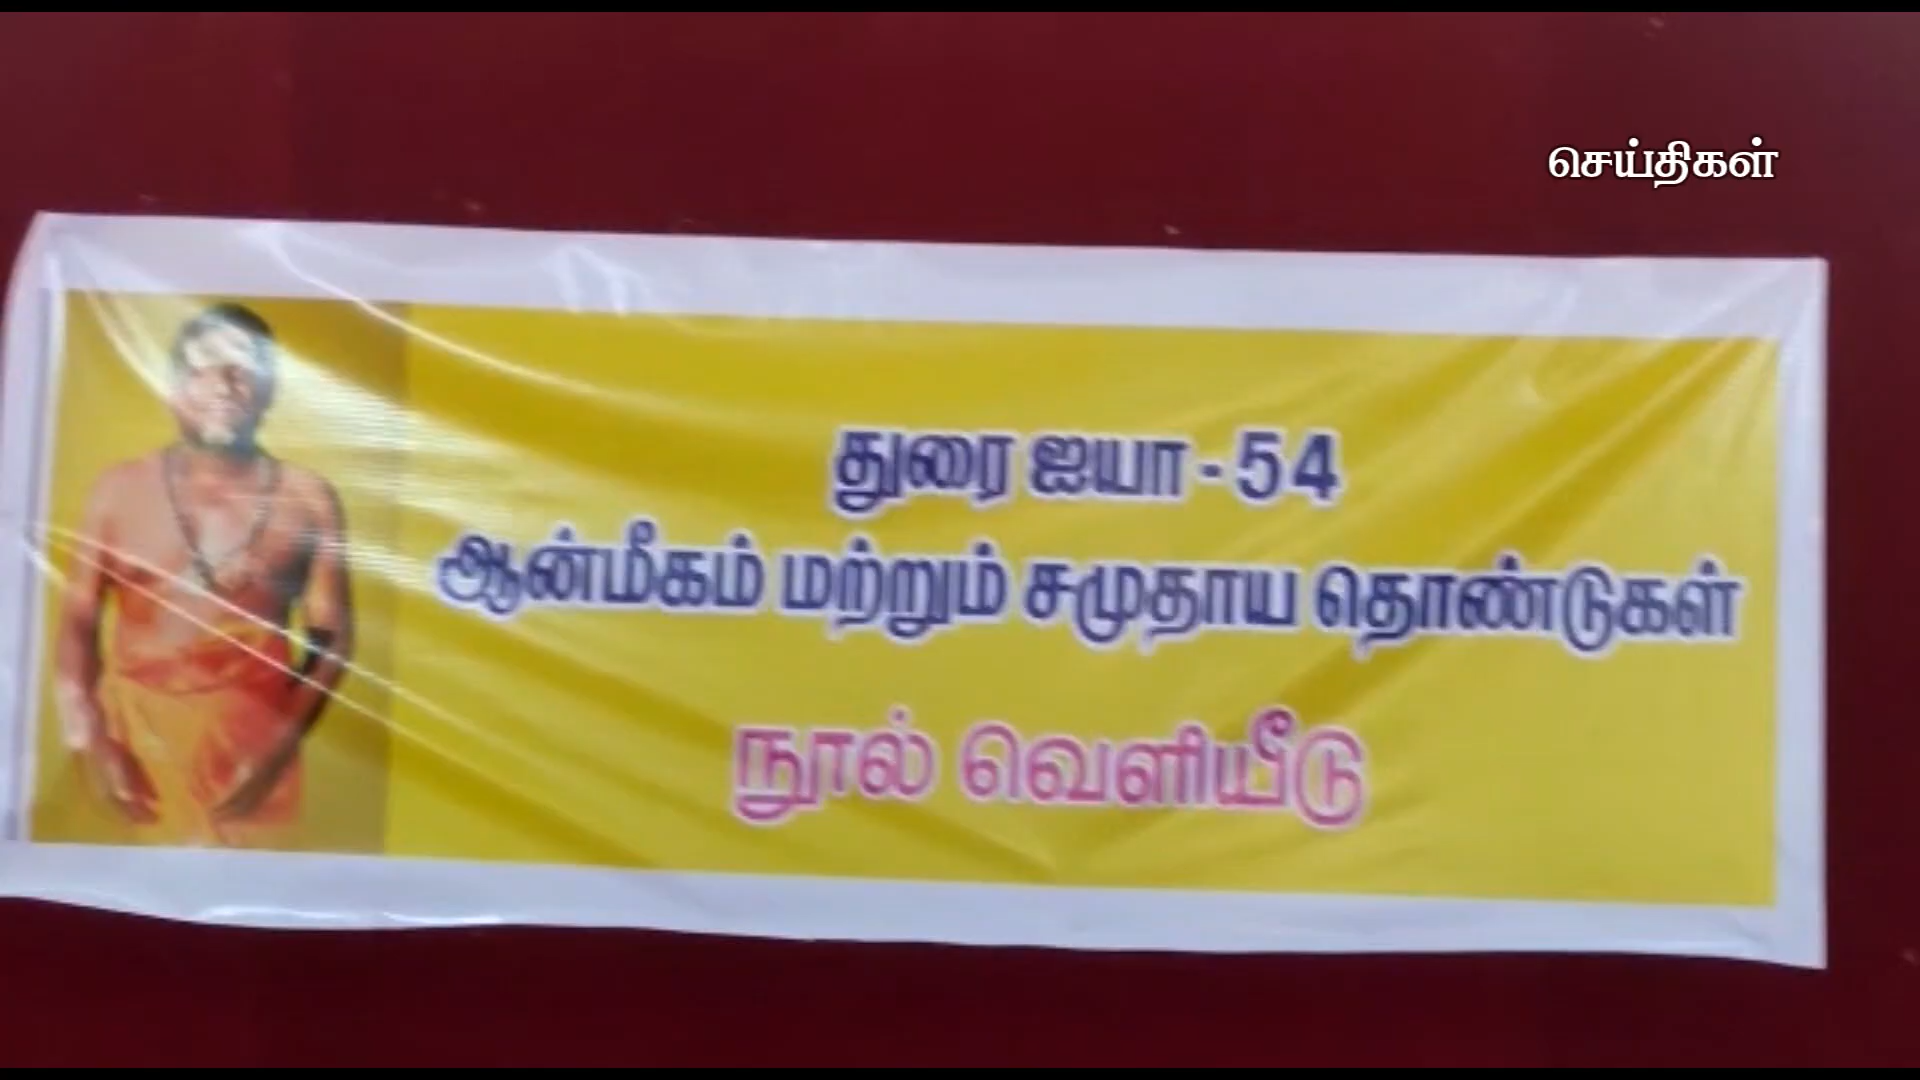 செய்திகள்
துரை ஐயா - 54
ஆன்மீகம் மற்றும் சமுதாய தொண்டுகள்
நூல் வெளியீடு